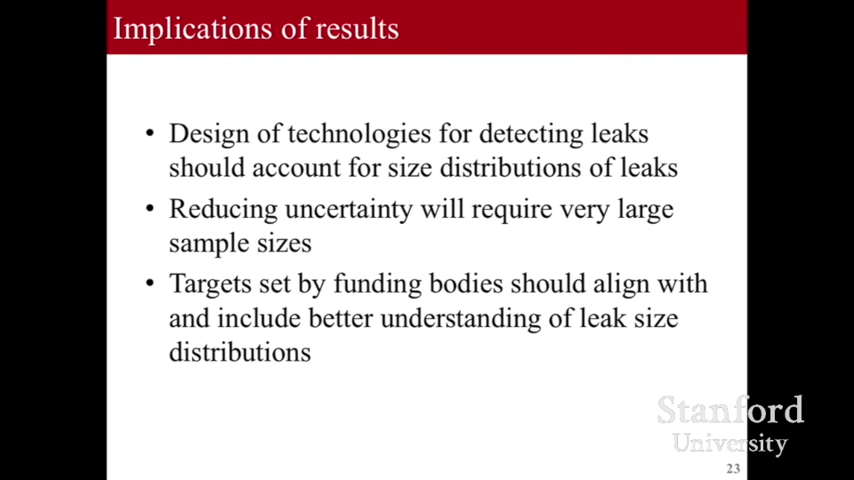 Implications of results
• Design of technologies for detecting leaks
should account for size distributions of leaks
• Reducing uncertainty will require very large
sample sizes
• Targets set by funding bodies should align with
and include better understanding of leak size
distributions
Stanford
University
23